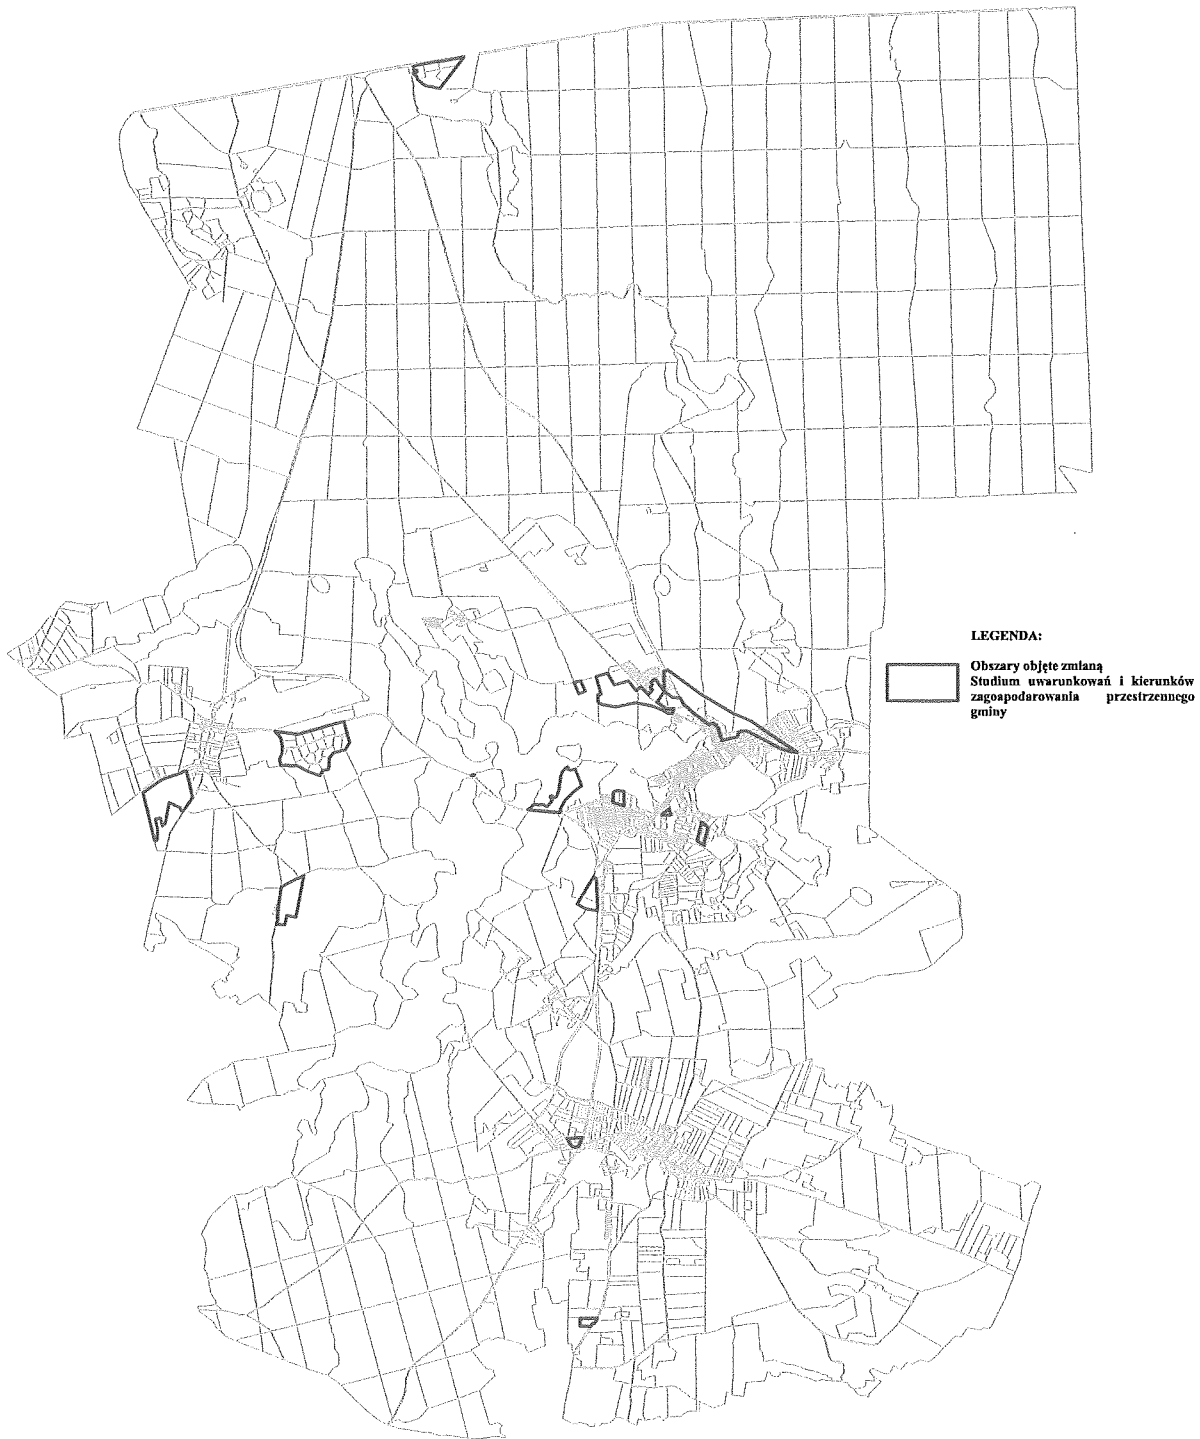 LEGENDA:
Obszary objęte zmianą
Studium uwarunkowań i kierunków
zagospodarowania przestrzennego
gminy